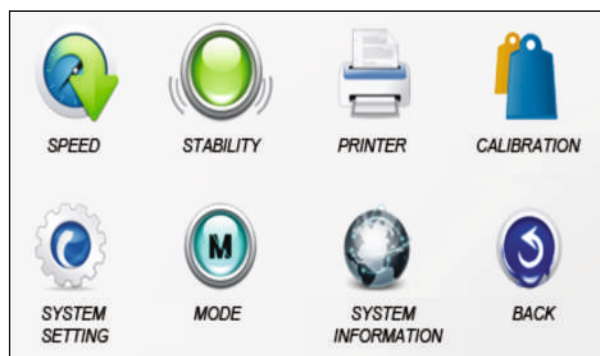 SPEED
STABILITY
PRINTER
CALIBRATION
SYSTEM
SETTING
MODE
SYSTEM
INFORMATION
BACK
M